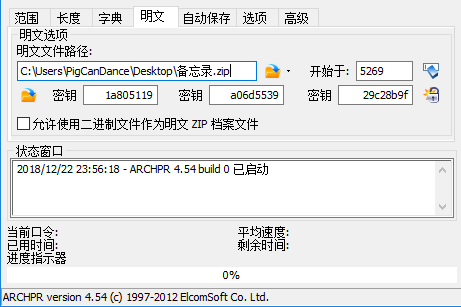 范围 长度 字典 明文 自动保存 选项 高级
明文选项
明文文件路径:
C:\Users\PigCanDance\Desktop\备忘录.zip 开始于: 5269
密钥 1a805119 密钥 a06d5539 密钥 29c28b9f
允许使用二进制文件作为明文 ZIP 档案文件
状态窗口
2018/12/22 23:56:18 - ARCHPR 4.54 build 0 已启动
当前口令: 平均速度:
已用时间: 剩余时间:
进度指示器
0%
ARCHPR version 4.54 (c) 1997-2012 ElcomSoft Co. Ltd.